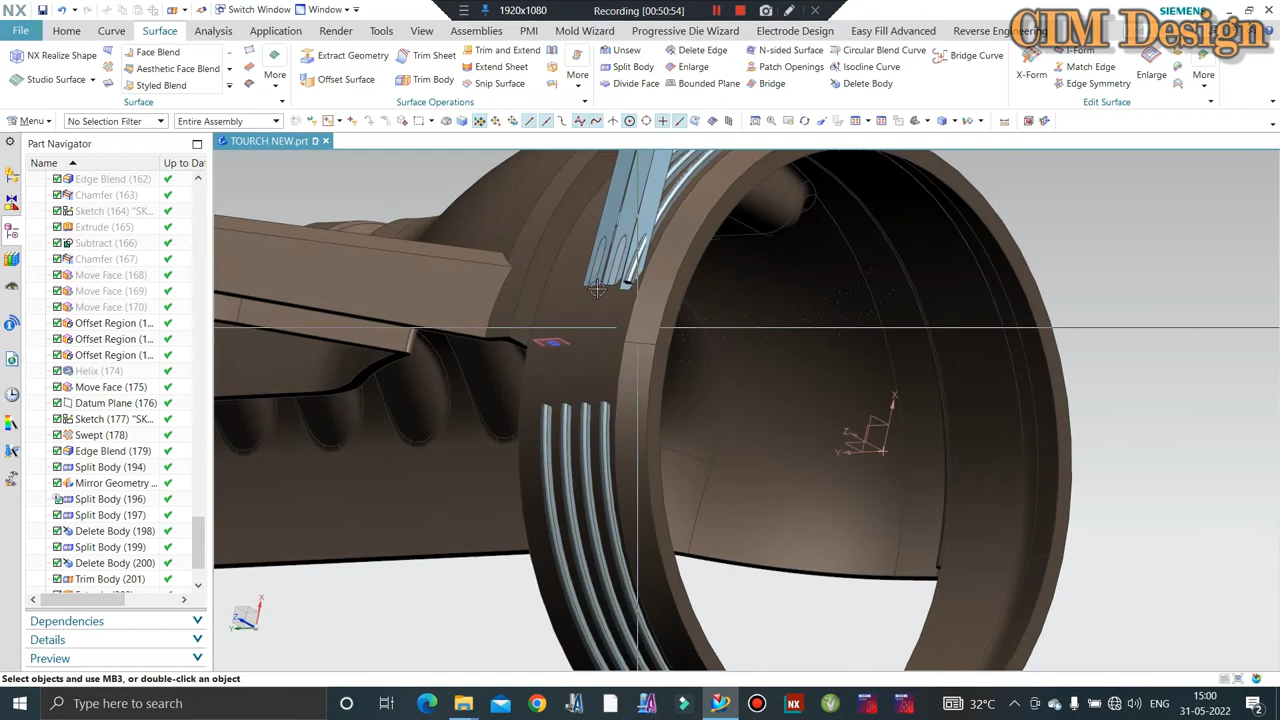 NX
Switch Window
Window
1920x1080
Recording [00:50:54]
SIEMENS
CIM Design
File Home Curve Surface Analysis Application Render Tools View Assemblies PMI Mold Wizard Progressive Die Wizard Electrode Design Easy Fill Advanced Reverse Engineering
NX Realize Shape
Studio Surface
Face Blend
Aesthetic Face Blend
Styled Blend
More
Surface
Extract Geometry
Offset Surface
Trim Sheet
Trim Body
Trim and Extend
Extend Sheet
Snip Surface
More
Surface Operations
Unsew
Split Body
Divide Face
Delete Edge
Enlarge
Bounded Plane
N-sided Surface
Patch Openings
Bridge
Circular Blend Curve
Isocline Curve
Delete Body
Bridge Curve
X-Form
Match Edge
Edge Symmetry
Enlarge
More
Edit Surface
Menu
No Selection Filter
Entire Assembly
Part Navigator
TOURCH NEW.prt
Name Up to Da
Edge Blend (162)
Chamfer (163)
Sketch (164) "SK...
Extrude (165)
Subtract (166)
Chamfer (167)
Move Face (168)
Move Face (169)
Move Face (170)
Offset Region (1...
Offset Region (1...
Offset Region (1...
Helix (174)
Move Face (175)
Datum Plane (176)
Sketch (177) "SK...
Swept (178)
Edge Blend (179)
Split Body (194)
Mirror Geometry ...
Split Body (196)
Split Body (197)
Delete Body (198)
Split Body (199)
Delete Body (200)
Trim Body (201)
Dependencies
Details
Preview
X
Z
Y
X
Z
Y
Select objects and use MB3, or double-click an object
Type here to search
32°C
ENG
15:00
31-05-2022
2